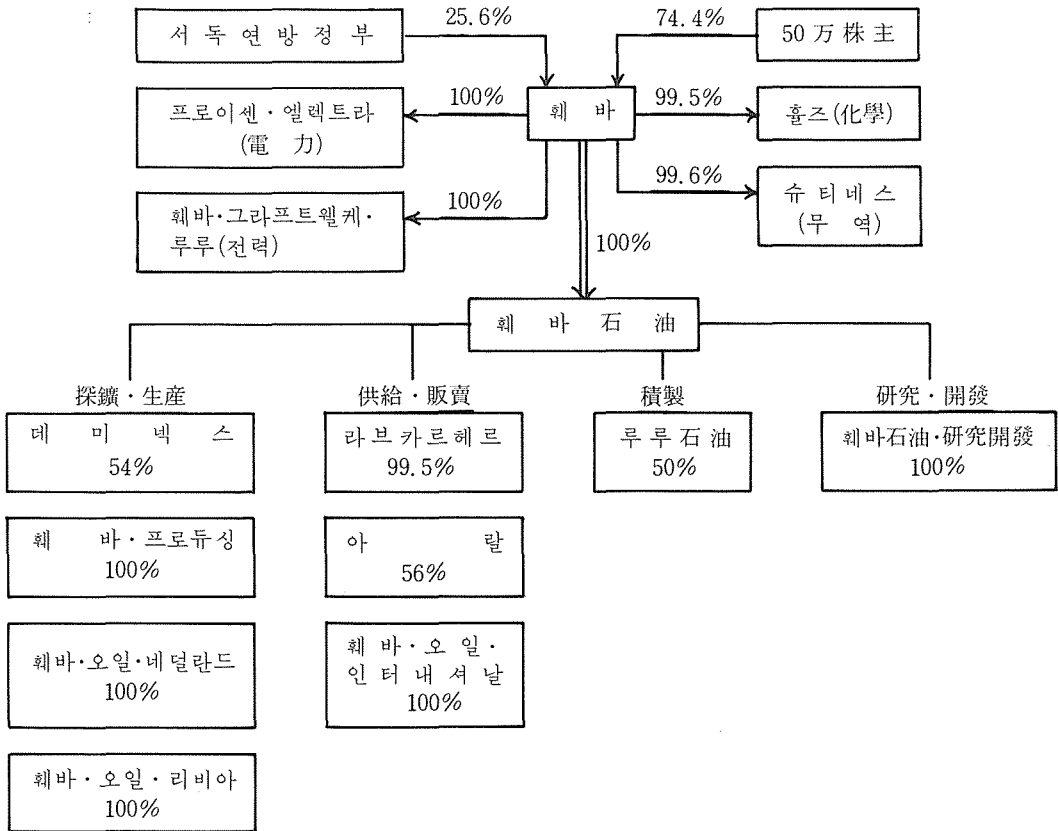 25.6%
74.4%
서독연방정부
50万株主
프로이센·엘렉트라
(電 力)
100%
훼 바
99.5%
휼즈(化學)
훼바·그라프트웰케·
루루(전력)
100%
99.6%
슈티네스
(무 역)
100%
훼 바 石 油
探鑛·生産
데 미 넥 스
54%
훼 바·프로듀싱
100%
훼바·오일·네덜란드
100%
훼바·오일·리비아
100%
供給·販賣
라브카르헤르
99.5%
아 랄
56%
훼바·오일·
인터내셔날
100%
積製
루루石油
50%
研究·開發
훼바石油·研究開發
100%